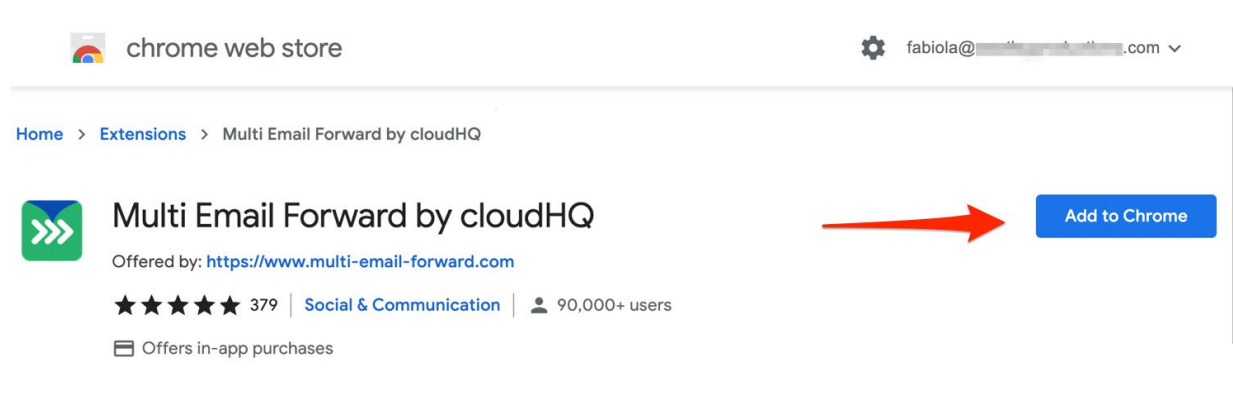 chrome web store
fabiola@ .com
Home > Extensions > Multi Email Forward by cloudHQ
Multi Email Forward by cloudHQ
Add to Chrome
Offered by: https://www.multi-email-forward.com
379 | Social & Communication | 90,000+ users
Offers in-app purchases